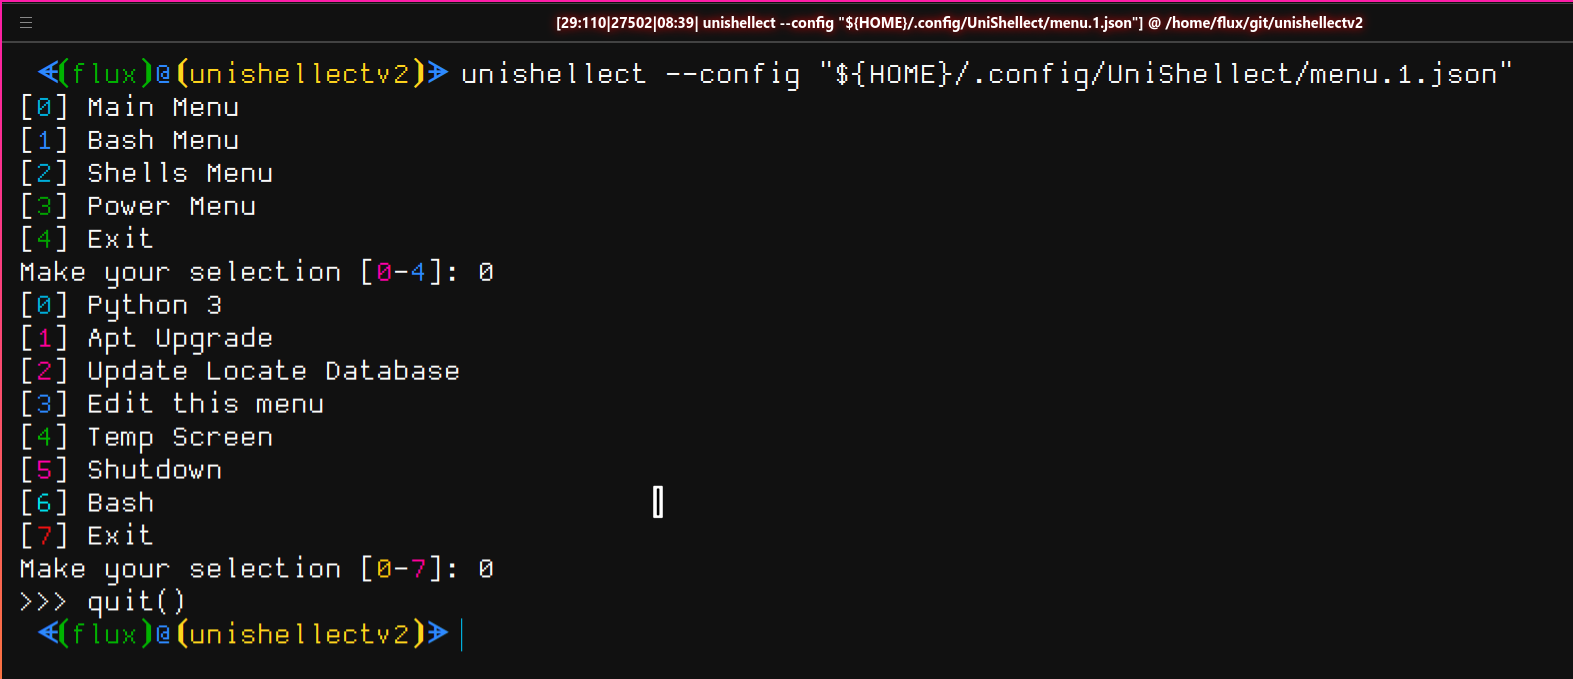 [29:110|27502|08:39| unishellect --config "${HOME}/.config/UniShellect/menu.1.json"] @ /home/flux/git/unishellectv2
⮜(flux)@(unishellectv2)⮞ unishellect --config "${HOME}/.config/UniShellect/menu.1.json"
[0] Main Menu
[1] Bash Menu
[2] Shells Menu
[3] Power Menu
[4] Exit
Make your selection [0-4]: 0
[0] Python 3
[1] Apt Upgrade
[2] Update Locate Database
[3] Edit this menu
[4] Temp Screen
[5] Shutdown
[6] Bash
[7] Exit
Make your selection [0-7]: 0
>>> quit()
⮜(flux)@(unishellectv2)⮞